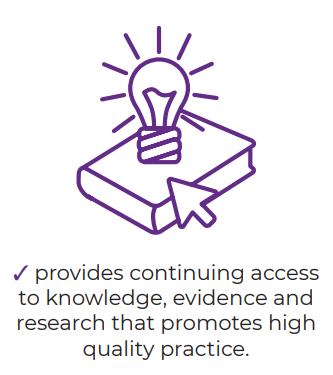 ✓ provides continuing access
to knowledge, evidence and
research that promotes high
quality practice.